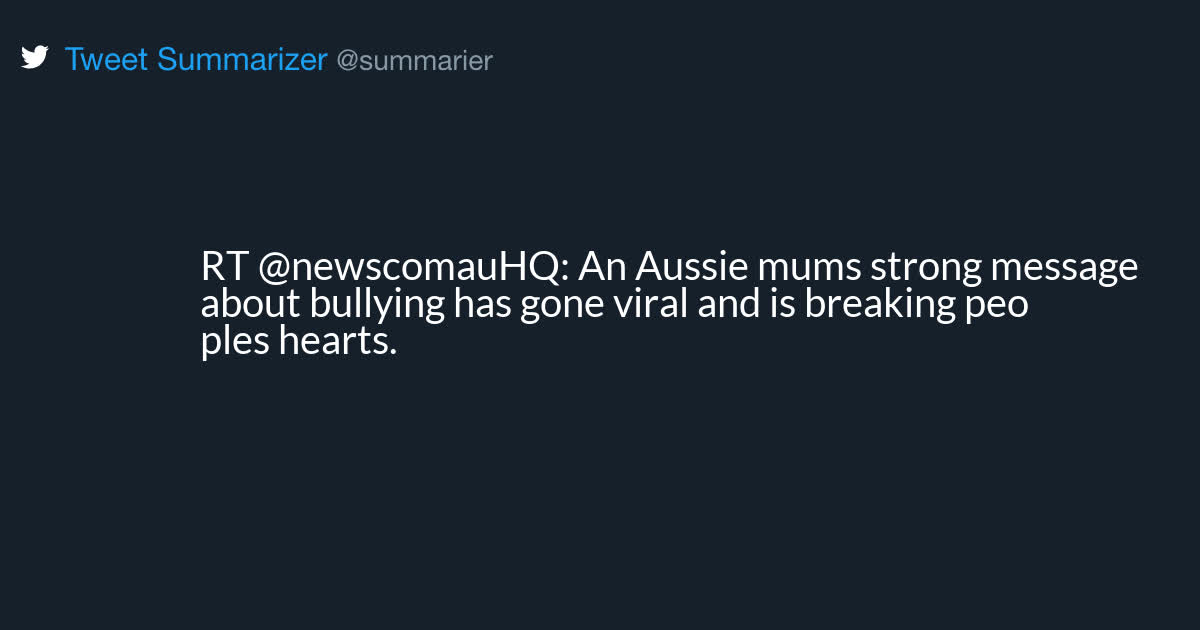 Tweet Summarizer @summarier
RT @newscomauHQ: An Aussie mums strong message
about bullying has gone viral and is breaking peo
ples hearts.